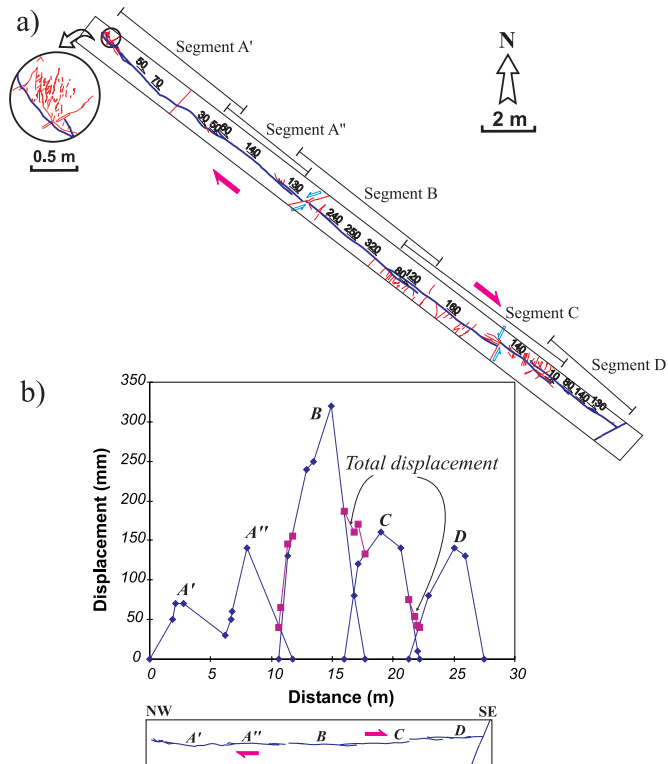 a)
Segment A'
N
2 m
0.5 m
50
70
Segment A"
30
50
60
140
Segment B
130
240
250
320
80
120
160
Segment C
140
Segment D
10
80
140
130
b)
Displacement (mm)
350
300
250
200
150
100
50
0
A'
A"
B
Total displacement
C
D
0 5 10 15 20 25 30
Distance (m)
NW SE
A' A" B C D